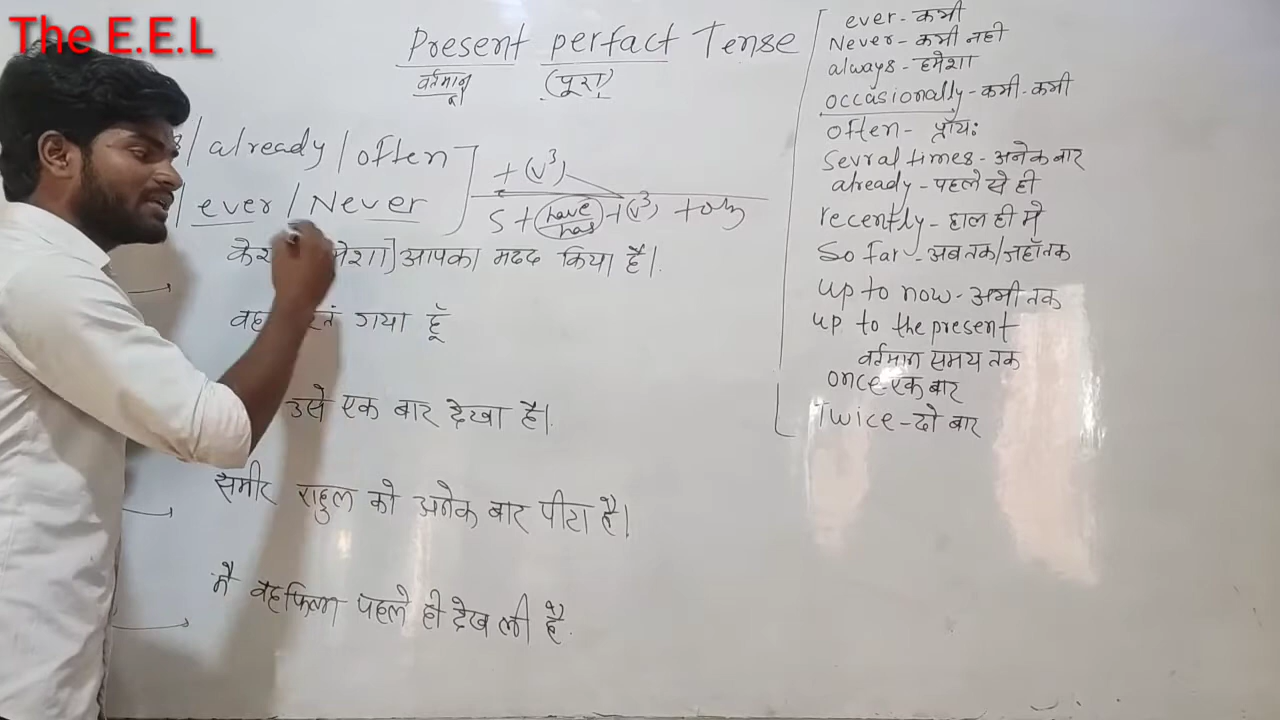 The E.E.L
Present perfact Tense
वर्तमान (पूरा)
/ already / often
+ (v³)
/ ever / Never
S + have has + (v³) + obj
आपका मदद किया है।
गया हूँ
उसे एक बार देखा है।
समीर राहुल को अनेक बार पीटा है।
मै वह फिल्म पहले ही देख ली है.
ever - कभी
Never - कभी नही
always - हमेशा
occasionally - कभी-कभी
often - प्रॉय:
Sevral times - अनेक बार
already - पहले से ही
recently - हाल ही मे
So far - अब तक/जहाँ तक
up to now - अभी तक
up to the present
वर्तमान समय तक
once - एक बार
Twice - दो बार